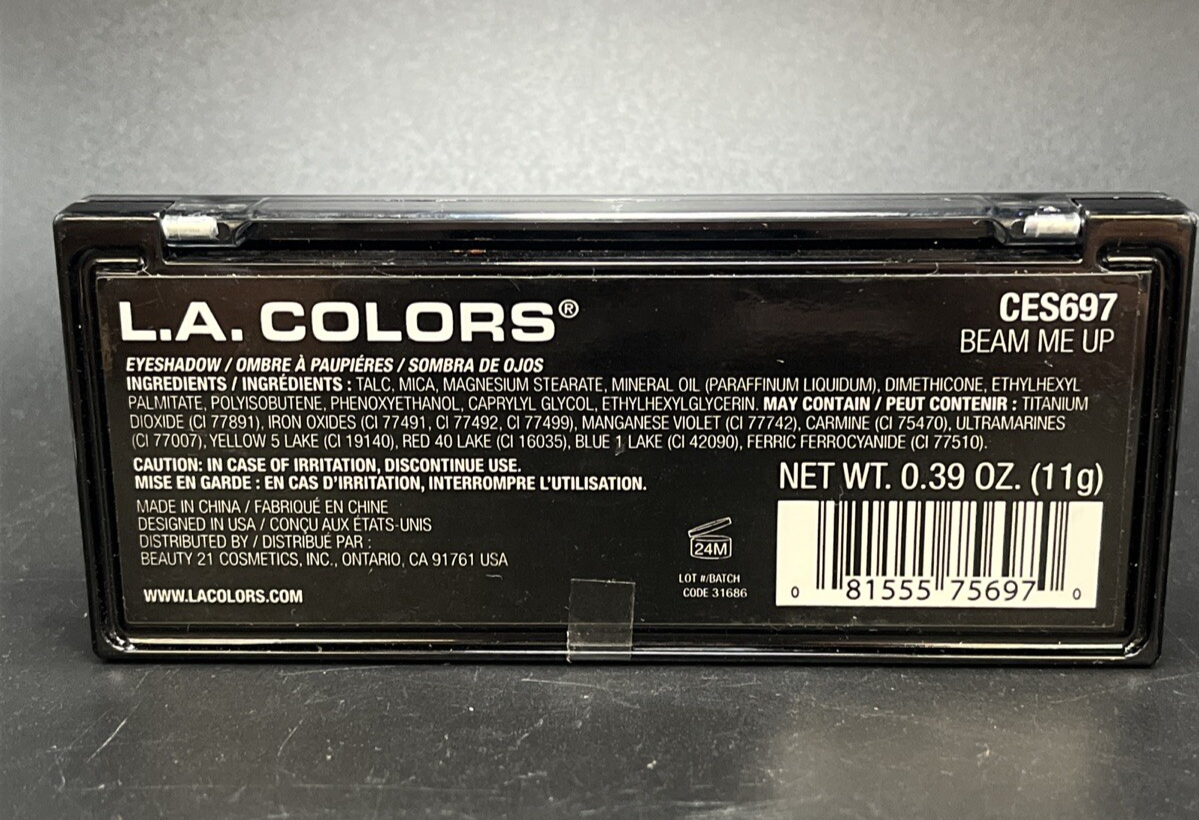 L.A. COLORS®
CES697
BEAM ME UP
EYESHADOW / OMBRE À PAUPIÉRES / SOMBRA DE OJOS
INGREDIENTS / INGRÉDIENTS : TALC, MICA, MAGNESIUM STEARATE, MINERAL OIL (PARAFFINUM LIQUIDUM), DIMETHICONE, ETHYLHEXYL
PALMITATE, POLYISOBUTENE, PHENOXYETHANOL, CAPRYLYL GLYCOL, ETHYLHEXYLGLYCERIN. MAY CONTAIN / PEUT CONTENIR : TITANIUM
DIOXIDE (CI 77891), IRON OXIDES (CI 77491, CI 77492, CI 77499), MANGANESE VIOLET (CI 77742), CARMINE (CI 75470), ULTRAMARINES
(CI 77007), YELLOW 5 LAKE (CI 19140), RED 40 LAKE (CI 16035), BLUE 1 LAKE (CI 42090), FERRIC FERROCYANIDE (CI 77510).
CAUTION: IN CASE OF IRRITATION, DISCONTINUE USE.
MISE EN GARDE : EN CAS D'IRRITATION, INTERROMPRE L'UTILISATION.
NET WT. 0.39 OZ. (11g)
MADE IN CHINA / FABRIQUÉ EN CHINE
DESIGNED IN USA / CONÇU AUX ÉTATS-UNIS
DISTRIBUTED BY / DISTRIBUÉ PAR :
BEAUTY 21 COSMETICS, INC., ONTARIO, CA 91761 USA
WWW.LACOLORS.COM
24M
LOT #/BATCH
CODE 31686
0 81555 75697 0